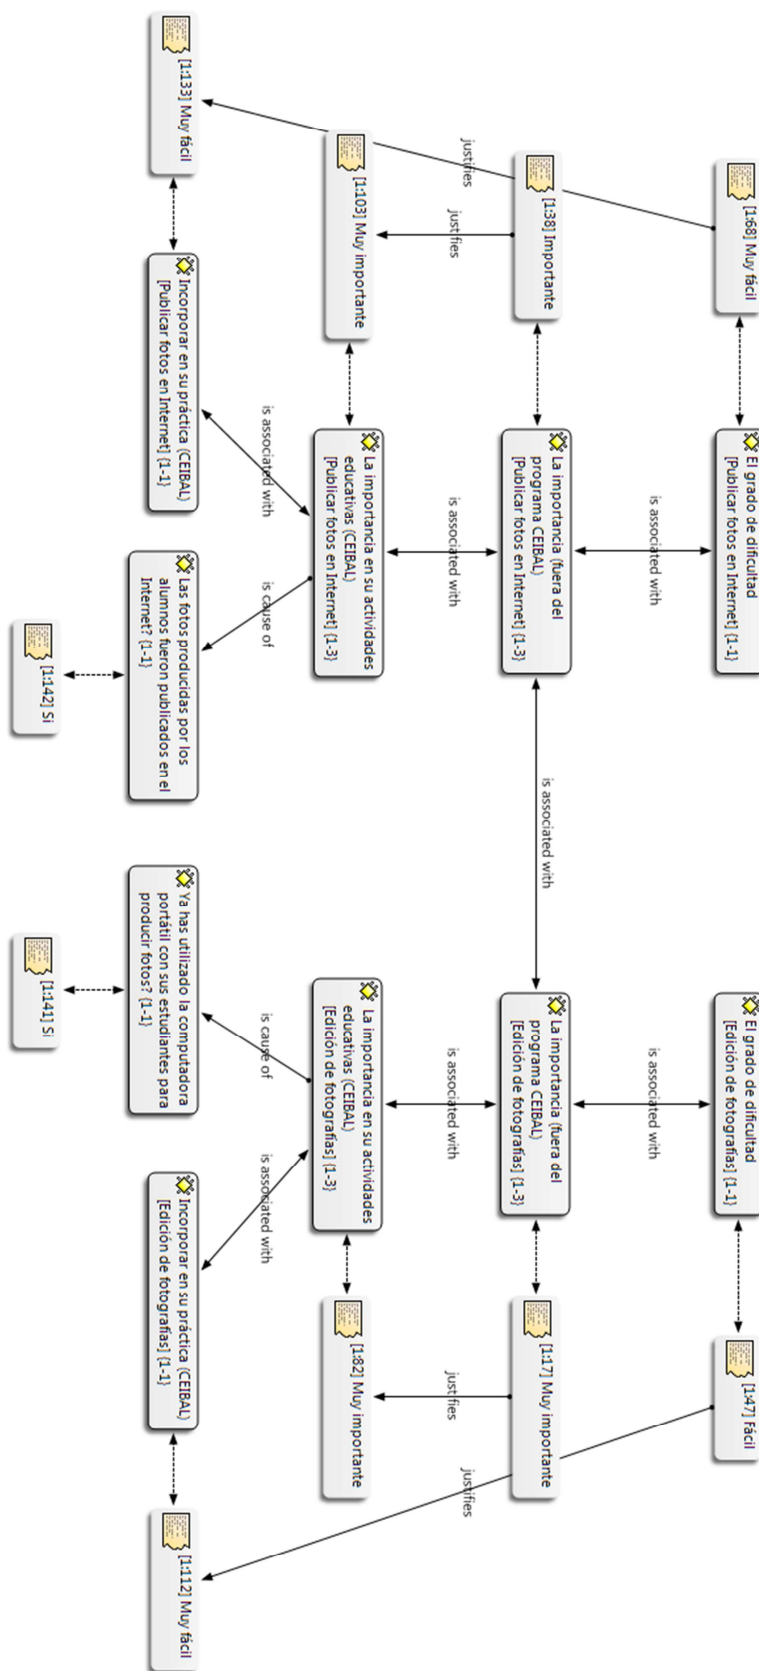 [1:68] Muy fácil
El grado de dificultad
[Publicar fotos en Internet] {1-1}
El grado de dificultad
[Edición de fotografías] {1-1}
[1:47] Fácil
is associated with
is associated with
[1:38] Importante
La importancia (fuera del
programa CEIBAL)
[Publicar fotos en Internet] {1-3}
is associated with
La importancia (fuera del
programa CEIBAL)
[Edición de fotografías] {1-3}
[1:17] Muy importante
justifies
justifies
is associated with
is associated with
justifies
justifies
[1:103] Muy importante
La importancia en su actividades
educativas (CEIBAL)
[Publicar fotos en Internet] {1-3}
La importancia en su actividades
educativas (CEIBAL)
[Edición de fotografías] {1-3}
[1:82] Muy importante
is associated with
is cause of
is cause of
is associated with
[1:133] Muy fácil
Incorporar en su práctica (CEIBAL)
[Publicar fotos en Internet] {1-1}
Las fotos producidas por los
alumnos fueron publicados en el
Internet? {1-1}
Ya has utilizado la computadora
portátil con sus estudiantes para
producir fotos? {1-1}
Incorporar en su práctica (CEIBAL)
[Edición de fotografías] {1-1}
[1:112] Muy fácil
[1:142] Si
[1:141] Si